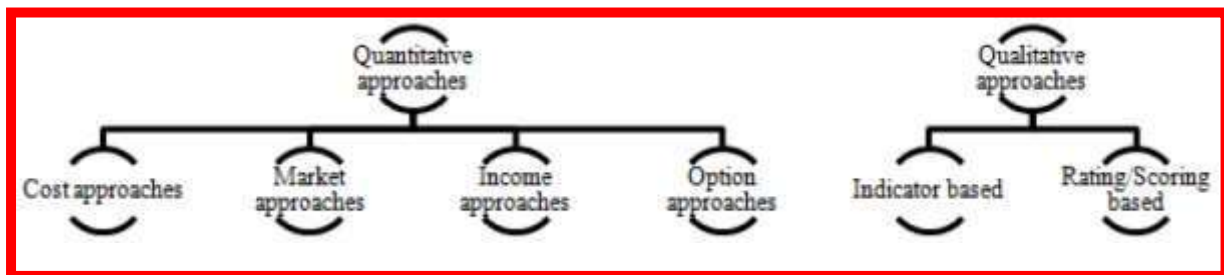 Quantitative
approaches
Qualitative
approaches
Cost approaches
Market
approaches
Income
approaches
Option
approaches
Indicator based
Rating/Scoring
based